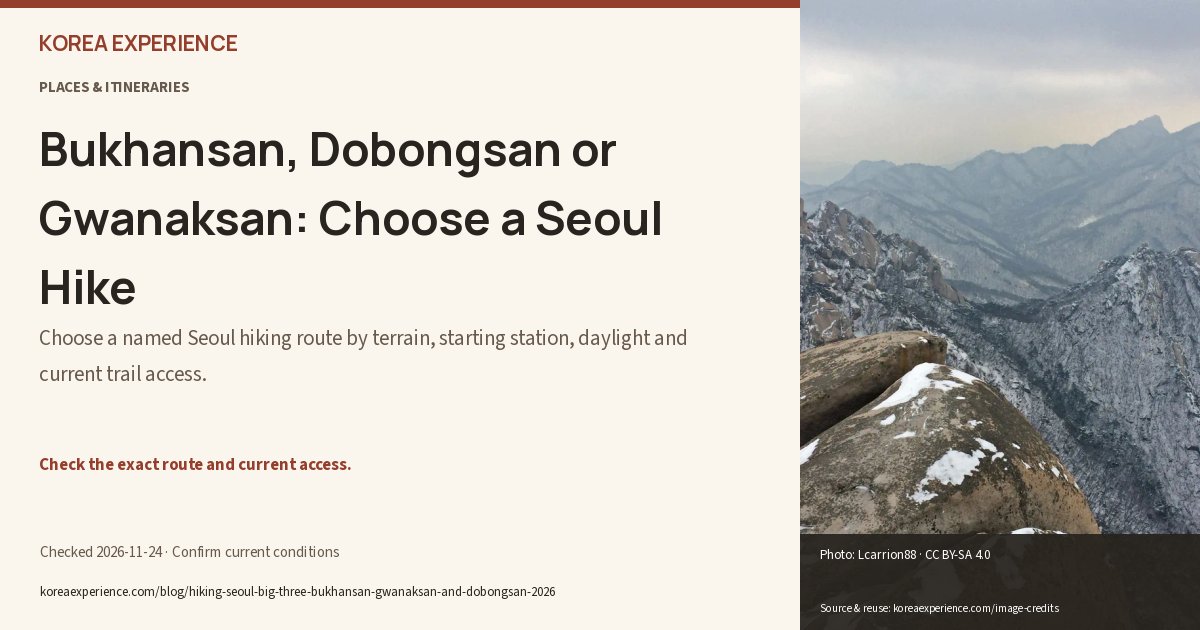 KOREA EXPERIENCE
PLACES & ITINERARIES
Bukhansan, Dobongsan or
Gwanaksan: Choose a Seoul
Hike
Choose a named Seoul hiking route by terrain, starting station, daylight and
current trail access.
Check the exact route and current access.
Checked 2026-11-24 · Confirm current conditions
koreaexperience.com/blog/hiking-seoul-big-three-bukhansan-gwanaksan-and-dobongsan-2026
Photo: Lcarrion88 · CC BY-SA 4.0
Source & reuse: koreaexperience.com/image-credits